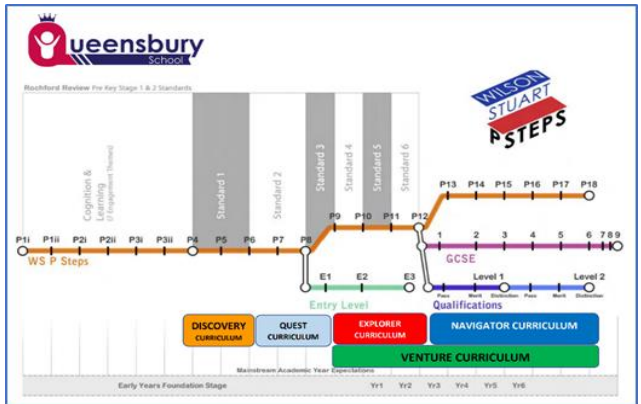 Queensbury
School
WILSON
STUART
PSTEPS
Rochford Review Pre Key Stage 1 & 2 Standards
Cognition &
Learning
(7 Engagement Themes)
Standard 1
Standard 2
Standard 3
Standard 4
Standard 5
Standard 6
P13 P14 P15 P16 P17 P18
P9 P10 P11 P12
P1i P1ii P2i P2ii P3i P3ii P4 P5 P6 P7 P8
1 2 3 4 5 6 7 8 9
WS P Steps
GCSE
E1 E2 E3
Level 1 Level 2
Pass Merit Distinction Pass Merit Distinction
Entry Level
Qualifications
DISCOVERY
CURRICULUM
QUEST
CURRICULUM
EXPLORER
CURRICULUM
NAVIGATOR CURRICULUM
VENTURE CURRICULUM
Mainstream Academic Year Expectations
Early Years Foundation Stage Yr1 Yr2 Yr3 Yr4 Yr5 Yr6